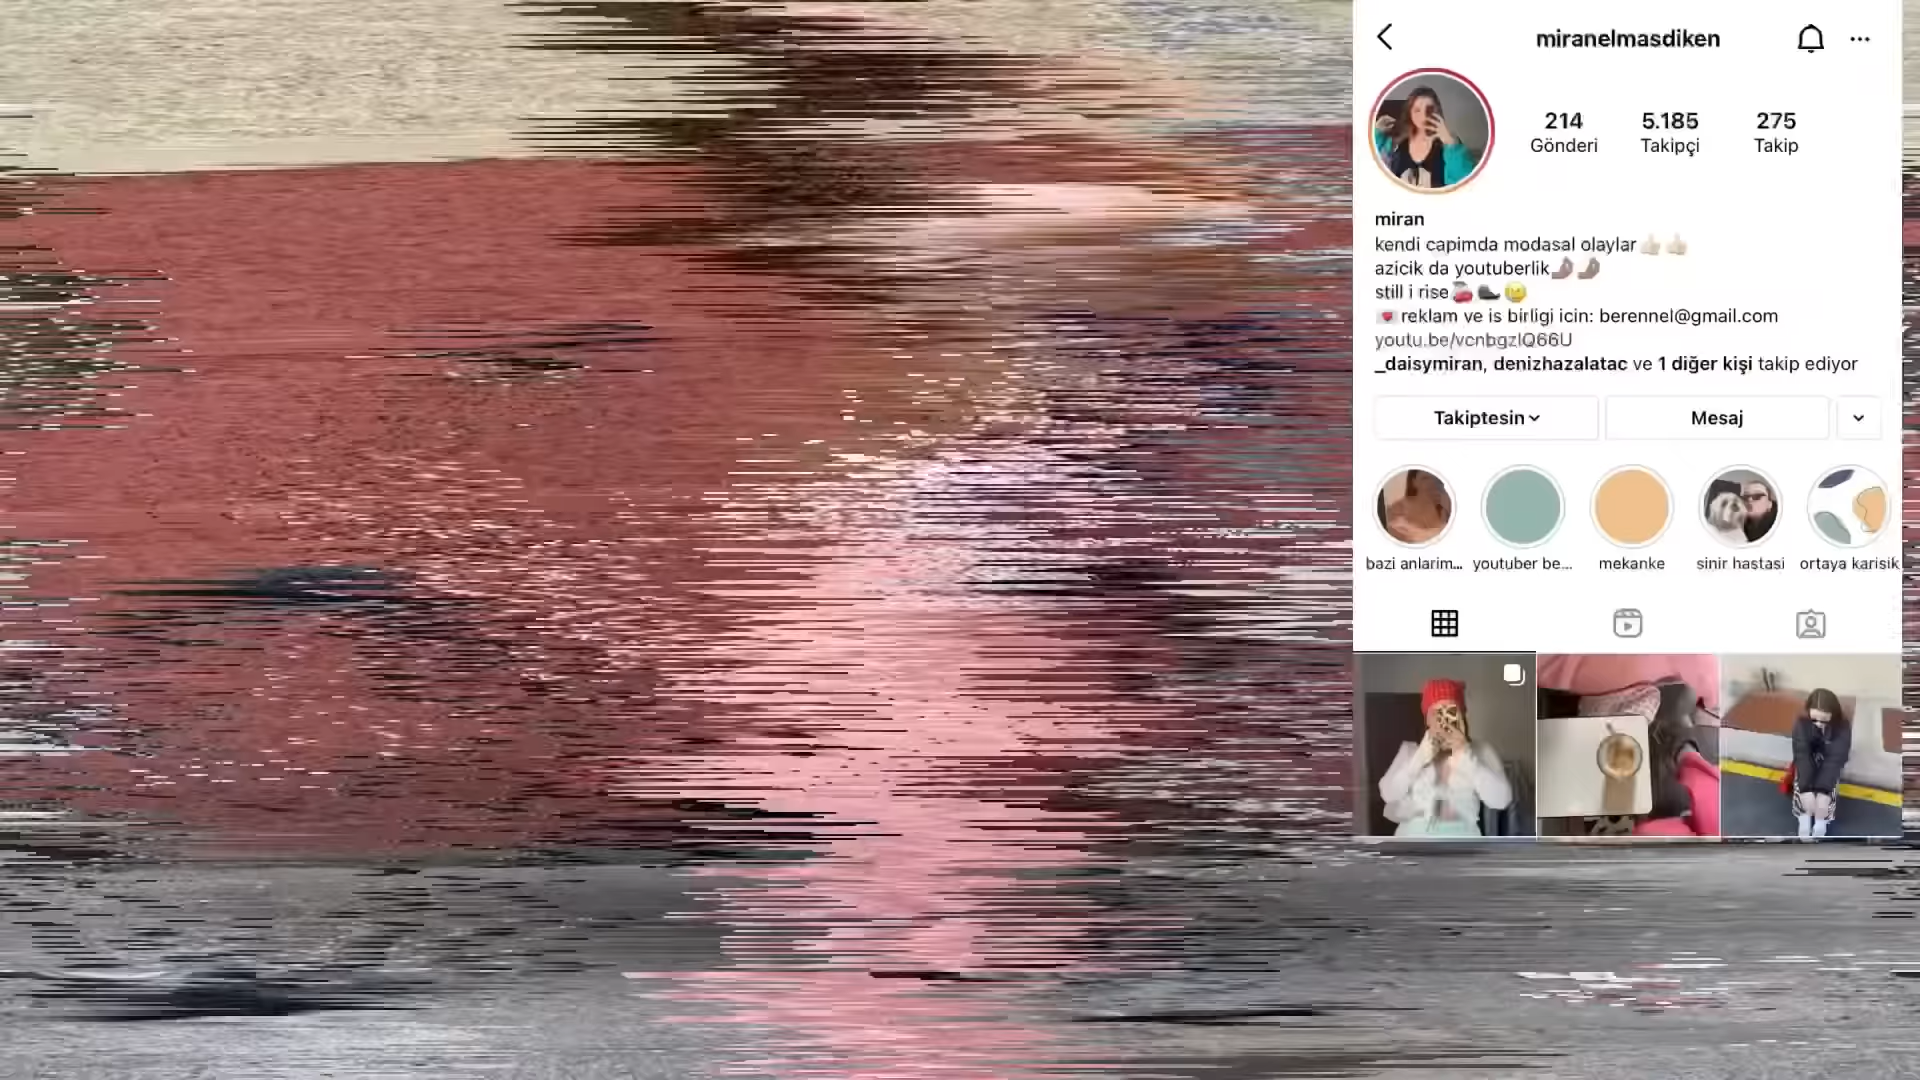 miranelmasdiken
214 5.185 275
Gönderi Takipçi Takip
miran
kendi capimda modasal olaylar👍🏻👍🏻
azicik da youtuberlik
still i rise
💌reklam ve is birligi icin: berennel@gmail.com
youtu.be/vcnbgzlQ66U
_daisymiran, denizhazalatac ve 1 diğer kişi takip ediyor
Takiptesin Mesaj
bazi anlarim... youtuber be... mekanke sinir hastasi ortaya karisik